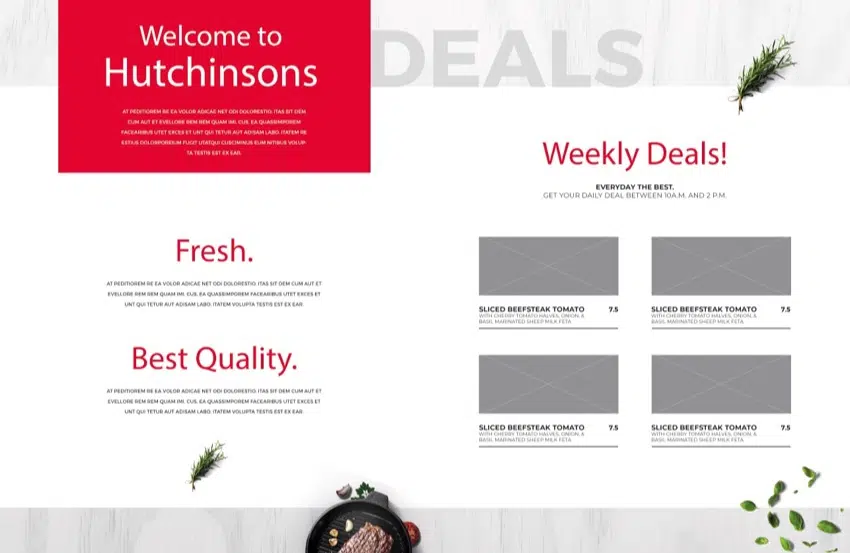 Welcome to
Hutchinsons
AT PEDITIOREM RE EA VOLOR ADICAE NET ODI DOLORESTIO. ITAS SIT DEM
CUM AUT ET EVELLORE REM REM QUAM IMI. CUS, EA QUASSIMPOREM
FACEARIBUS UTET EXCES ET UNT QUI TETUR AUT ADISAM LABO. ITATEM RE
ESTIUS DOLORPOREIUM FUGIT UTATQUI CUSCIMINUS EUM NITIBUS VOLUP-
TA TESTIS EST EX EAR.
Fresh.
AT PEDITIOREM RE EA VOLOR ADICAE NET ODI DOLORESTIO. ITAS SIT DEM CUM AUT ET
EVELLORE REM REM QUAM IMI. CUS, EA QUASSIMPOREM FACEARIBUS UTET EXCES ET
UNT QUI TETUR AUT ADISAM LABO. ITATEM VOLUPTA TESTIS EST EX EAR.
Best Quality.
AT PEDITIOREM RE EA VOLOR ADICAE NET ODI DOLORESTIO. ITAS SIT DEM CUM AUT ET
EVELLORE REM REM QUAM IMI. CUS, EA QUASSIMPOREM FACEARIBUS UTET EXCES ET
UNT QUI TETUR AUT ADISAM LABO. ITATEM VOLUPTA TESTIS EST EX EAR.
DEALS
Weekly Deals!
EVERYDAY THE BEST.
GET YOUR DAILY DEAL BETWEEN 10A.M. AND 2 P.M.
SLICED BEEFSTEAK TOMATO 7.5
WITH CHERRY TOMATO HALVES, ONION, &
BASIL MARINATED SHEEP MILK FETA
SLICED BEEFSTEAK TOMATO 7.5
WITH CHERRY TOMATO HALVES, ONION, &
BASIL MARINATED SHEEP MILK FETA
SLICED BEEFSTEAK TOMATO 7.5
WITH CHERRY TOMATO HALVES, ONION, &
BASIL MARINATED SHEEP MILK FETA
SLICED BEEFSTEAK TOMATO 7.5
WITH CHERRY TOMATO HALVES, ONION, &
BASIL MARINATED SHEEP MILK FETA